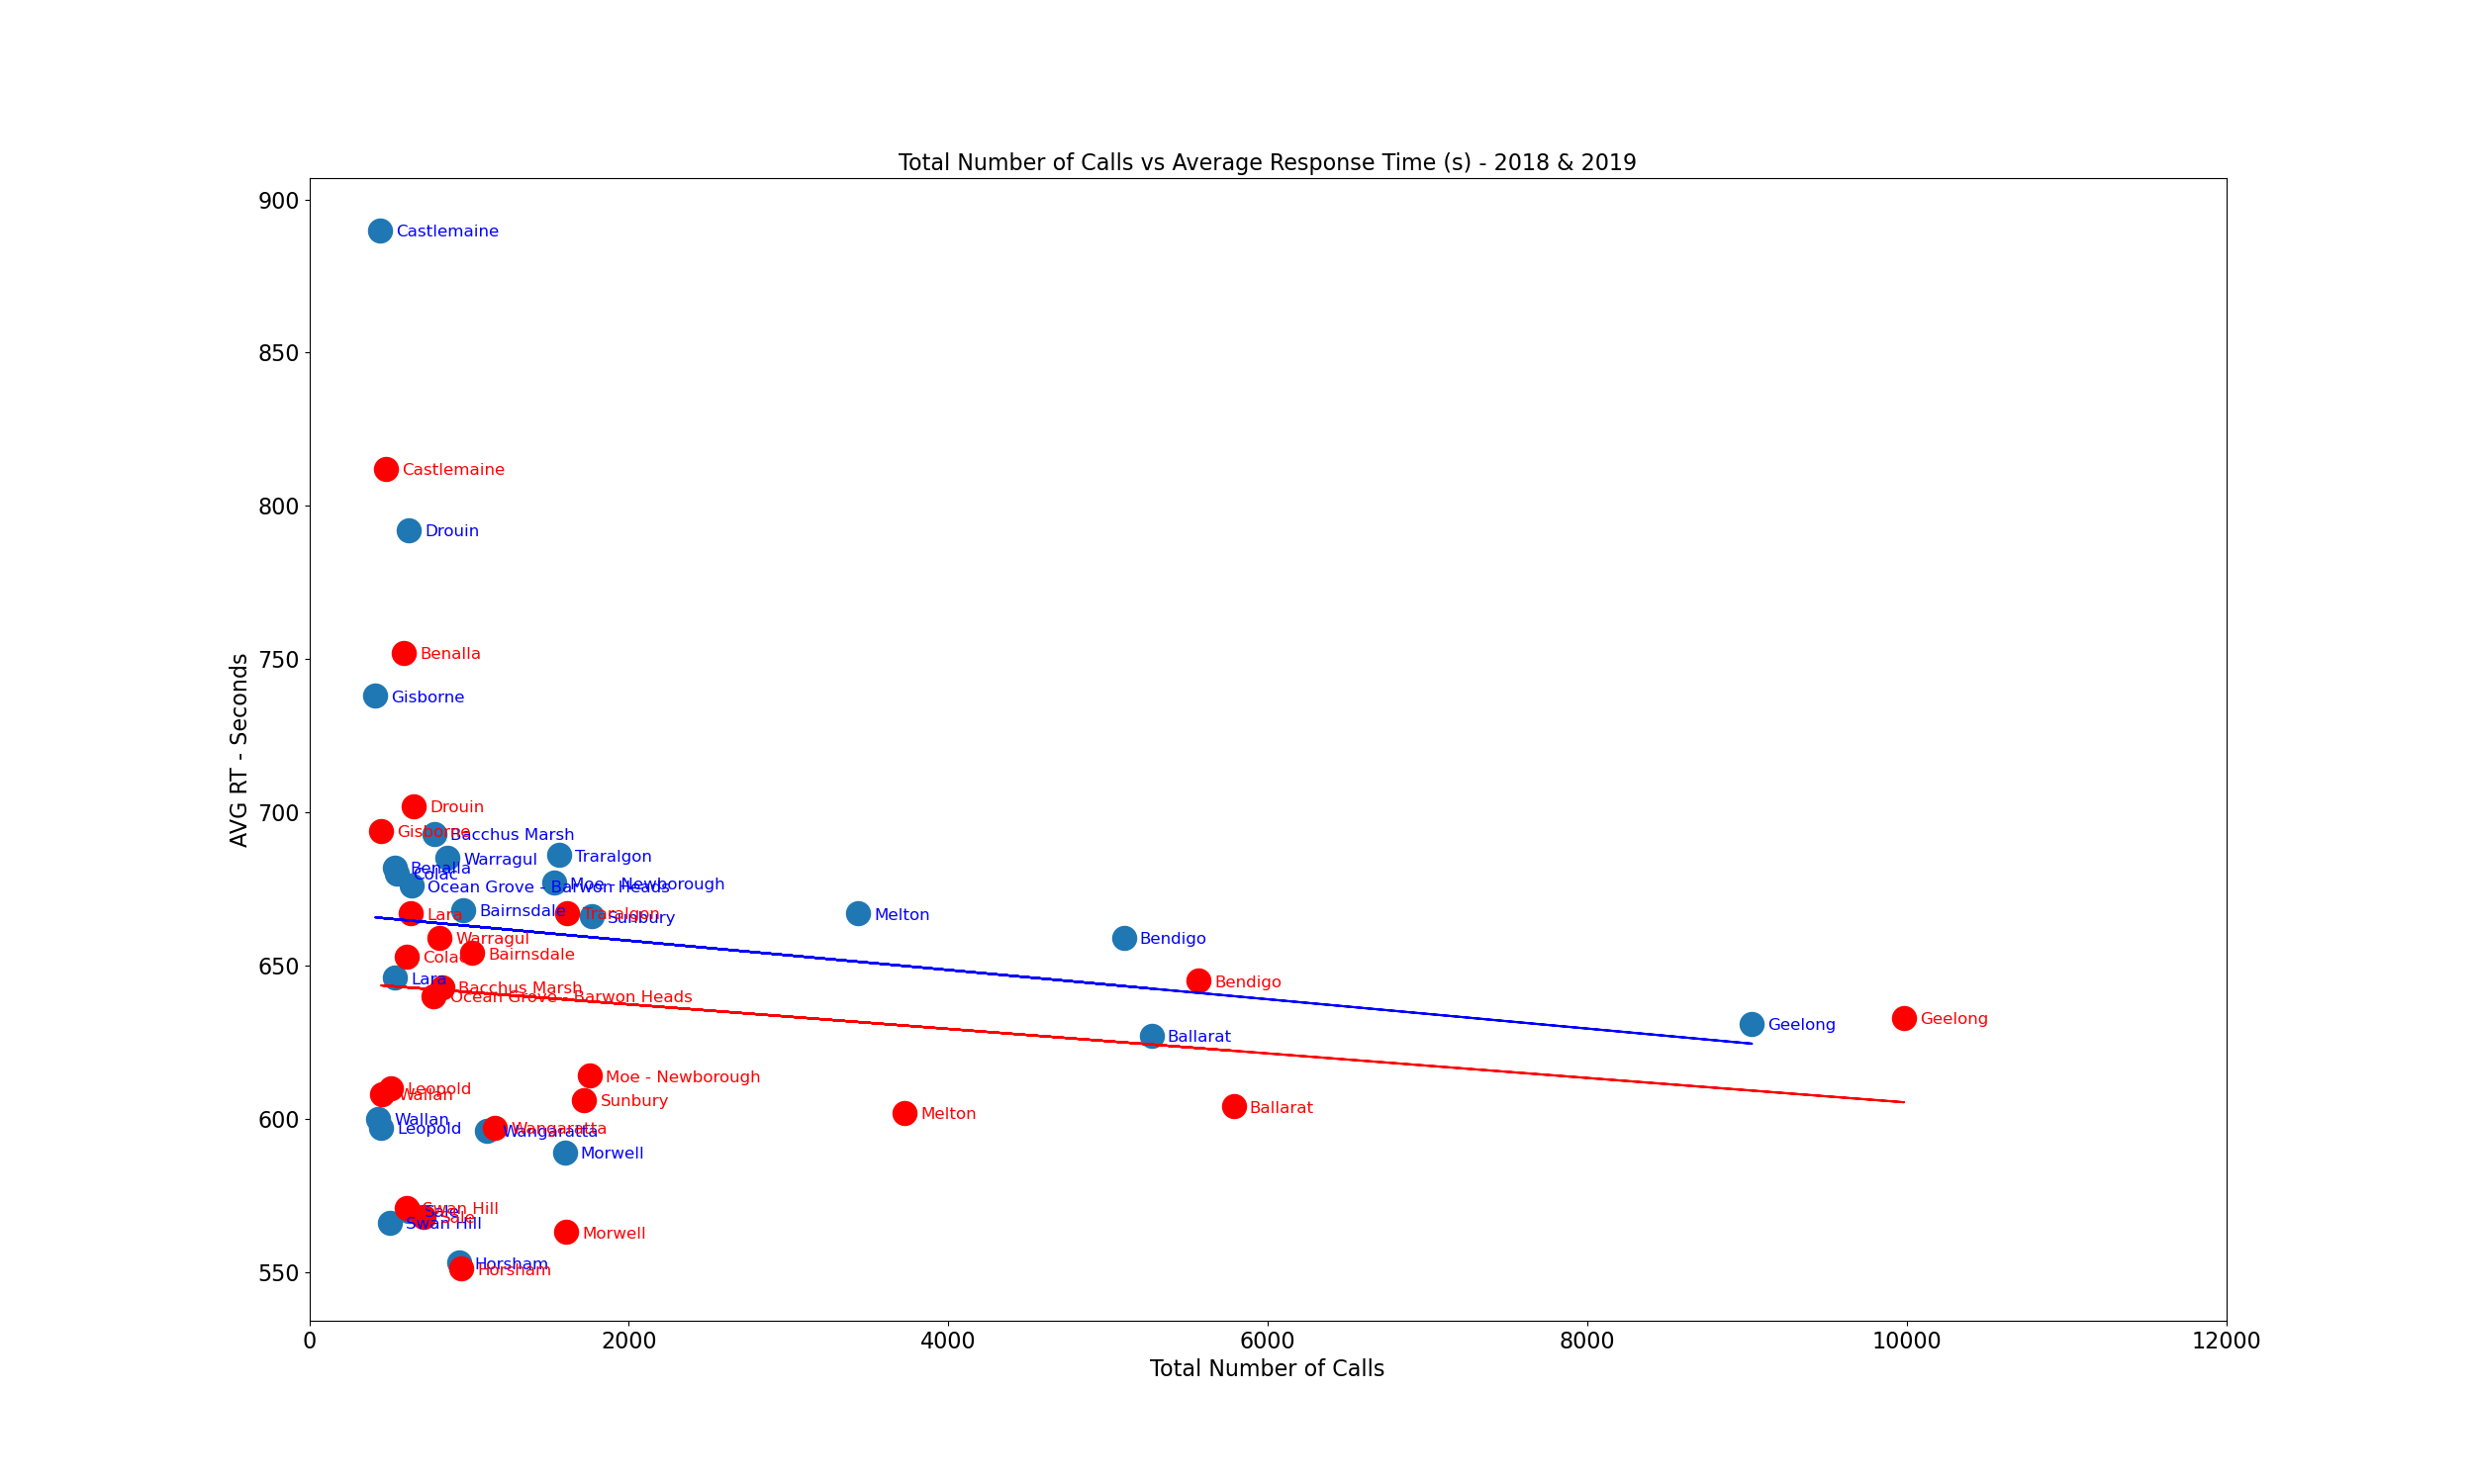 Total Number of Calls vs Average Response Time (s) - 2018 & 2019
900
850
800
750
700
650
600
550
AVG RT - Seconds
Castlemaine
Castlemaine
Drouin
Benalla
Gisborne
Drouin
Gisborne
Bacchus Marsh
Traralgon
Warragul
Benalla
Colac
Moe - Newborough
Ocean Grove - Barwon Heads
Bairnsdale
Lara
Traralgon
Sunbury
Melton
Warragul
Bendigo
Bairnsdale
Colac
Lara
Bendigo
Bacchus Marsh
Ocean Grove - Barwon Heads
Geelong
Geelong
Ballarat
Moe - Newborough
Leopold
Wallan
Sunbury
Ballarat
Melton
Wallan
Leopold
Wangaratta
Wangaratta
Morwell
Swan Hill
Sale
Sale
Swan Hill
Morwell
Horsham
Horsham
0
2000
4000
6000
8000
10000
12000
Total Number of Calls